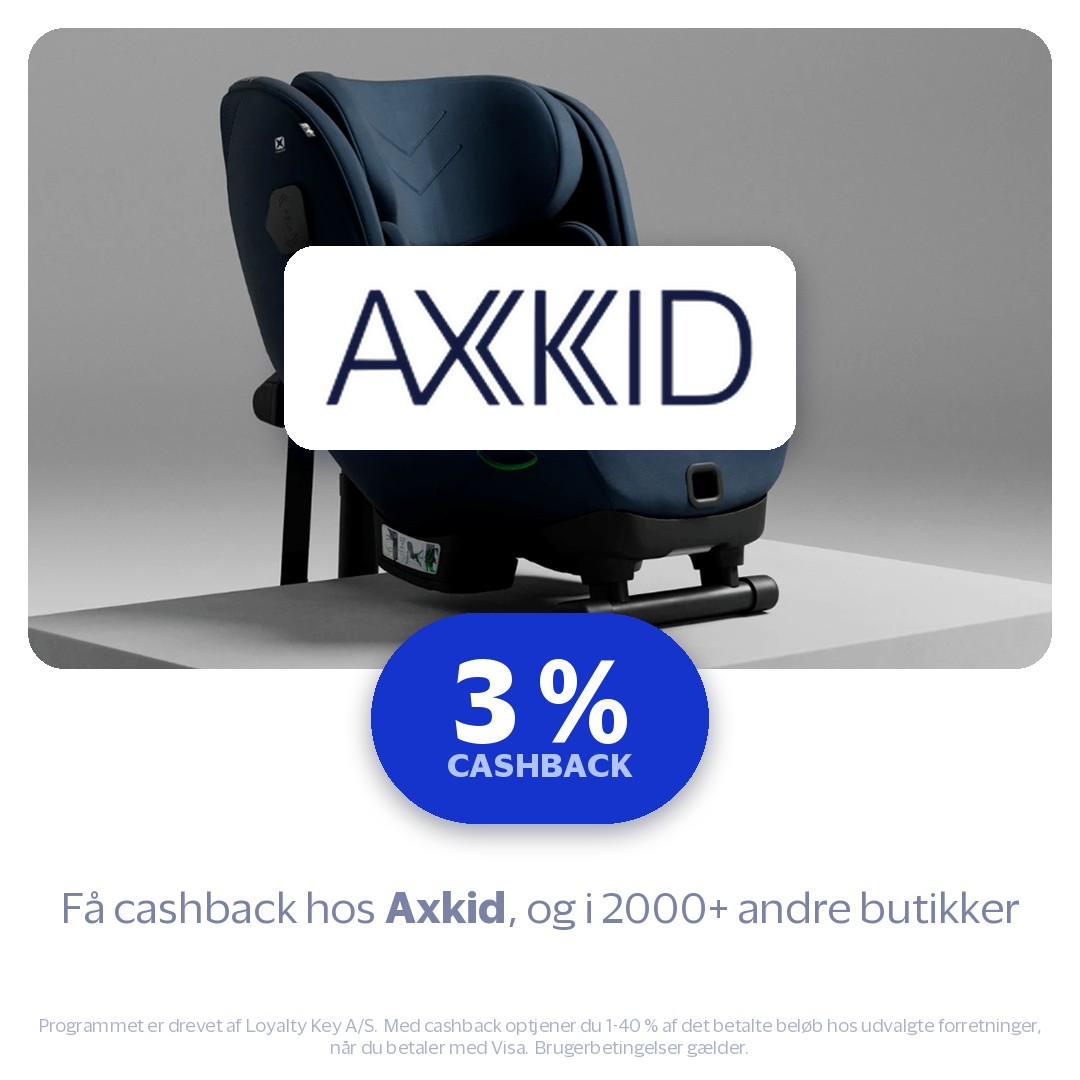 AXKID
3 %
CASHBACK
Få cashback hos Axkid, og i 2000+ andre butikker
Programmet er drevet af Loyalty Key A/S. Med cashback optjener du 1-40 % af det betalte beløb hos udvalgte forretninger,
når du betaler med Visa. Brugerbetingelser gælder.